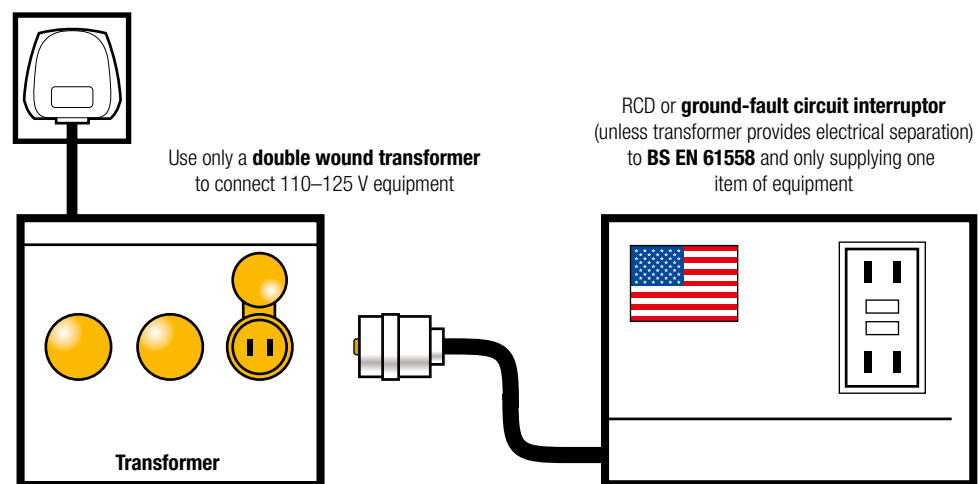 Use only a double wound transformer
to connect 110–125 V equipment
RCD or ground-fault circuit interruptor
(unless transformer provides electrical separation)
to BS EN 61558 and only supplying one
item of equipment
Transformer